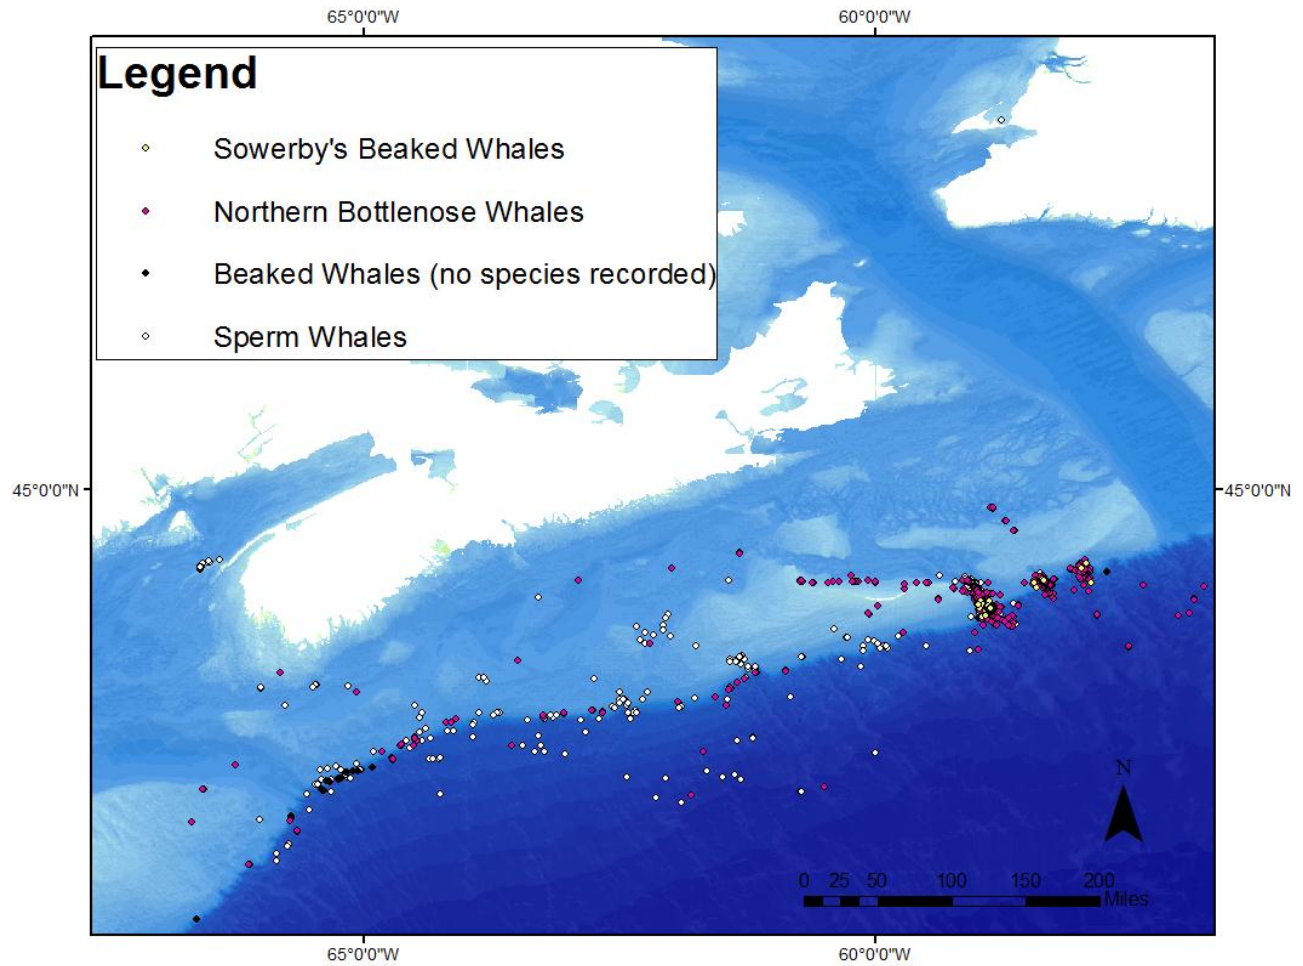 65°0'0"W 60°0'0"W
Legend
Sowerby's Beaked Whales
Northern Bottlenose Whales
Beaked Whales (no species recorded)
Sperm Whales
45°0'0"N 45°0'0"N
N
0 25 50 100 150 200
Miles
65°0'0"W 60°0'0"W